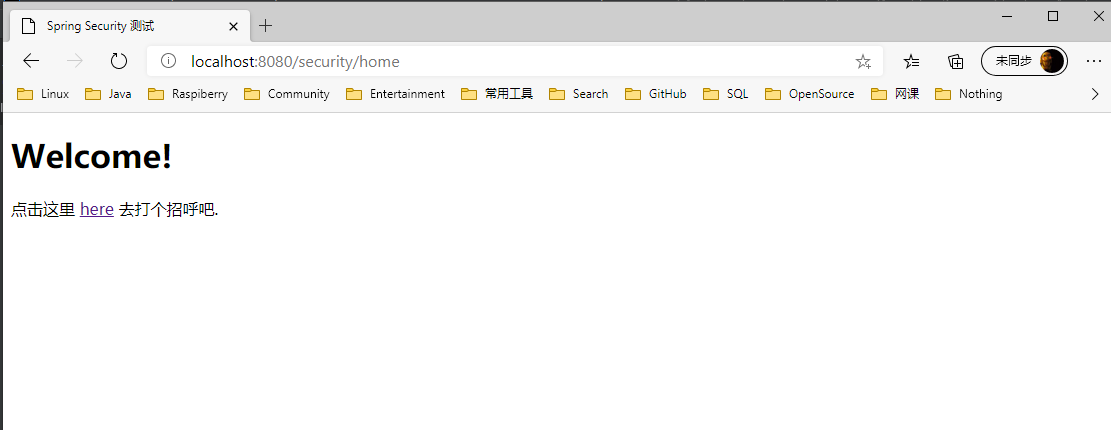 Spring Security 测试
localhost:8080/security/home
未同步
Linux Java Raspiberry Community Entertainment 常用工具 Search GitHub SQL OpenSource 网课 Nothing
Welcome!
点击这里 here 去打个招呼吧.